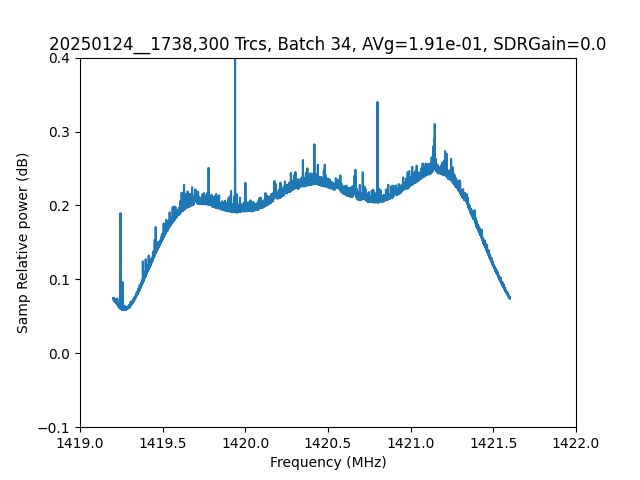 20250124__1738,300 Trcs, Batch 34, AVg=1.91e-01, SDRGain=0.0
Samp Relative power (dB)
0.4
0.3
0.2
0.1
0.0
−0.1
1419.0 1419.5 1420.0 1420.5 1421.0 1421.5 1422.0
Frequency (MHz)